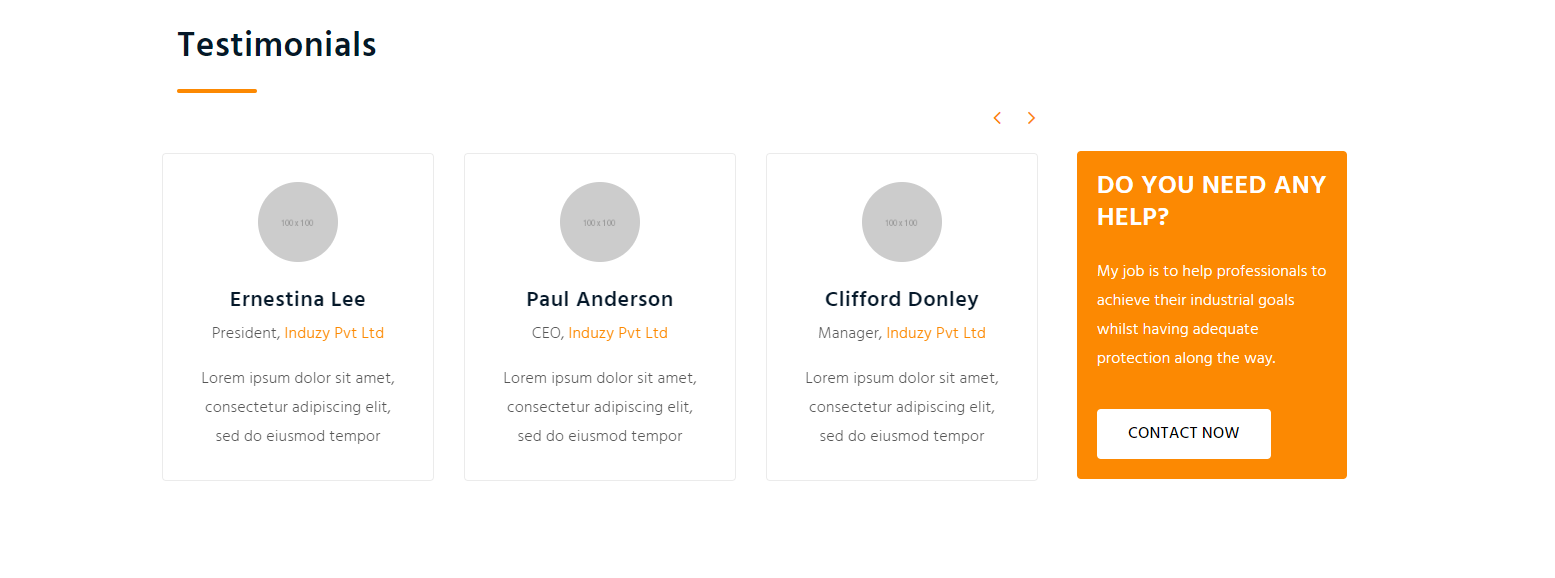 Testimonials
100 x 100
Ernestina Lee
President, Induzy Pvt Ltd
Lorem ipsum dolor sit amet,
consectetur adipiscing elit,
sed do eiusmod tempor
100 x 100
Paul Anderson
CEO, Induzy Pvt Ltd
Lorem ipsum dolor sit amet,
consectetur adipiscing elit,
sed do eiusmod tempor
100 x 100
Clifford Donley
Manager, Induzy Pvt Ltd
Lorem ipsum dolor sit amet,
consectetur adipiscing elit,
sed do eiusmod tempor
DO YOU NEED ANY
HELP?
My job is to help professionals to
achieve their industrial goals
whilst having adequate
protection along the way.
CONTACT NOW